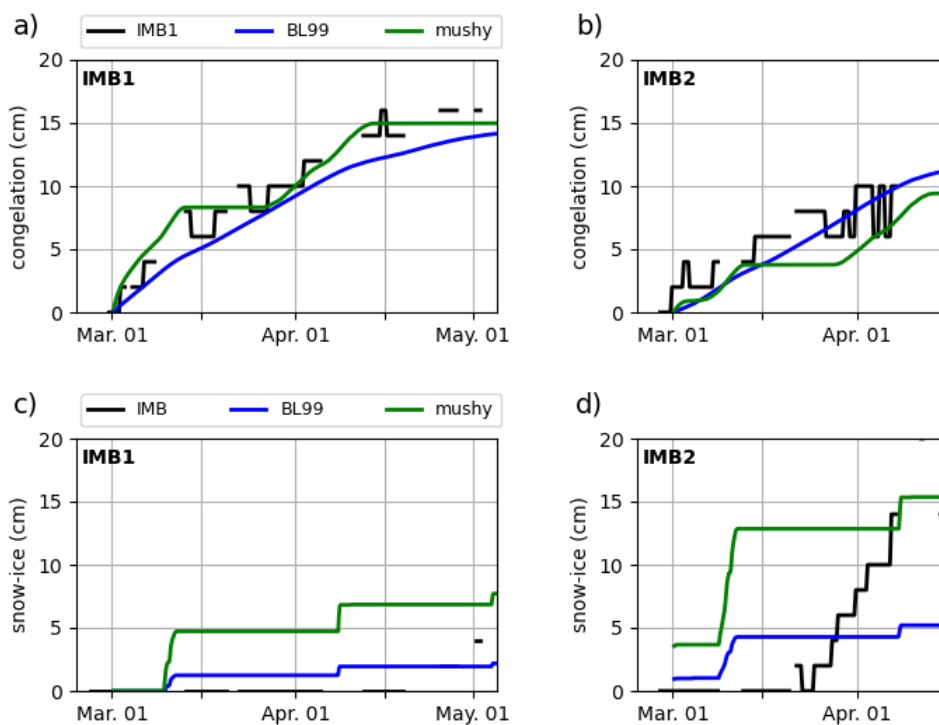 a)
IMB1 BL99 mushy
b)
IMB1
20
15
10
5
0
congelation (cm)
Mar. 01 Apr. 01 May. 01
IMB2
20
15
10
5
0
congelation (cm)
Mar. 01 Apr. 01
c)
IMB BL99 mushy
d)
IMB1
20
15
10
5
0
snow-ice (cm)
Mar. 01 Apr. 01 May. 01
IMB2
20
15
10
5
0
snow-ice (cm)
Mar. 01 Apr. 01